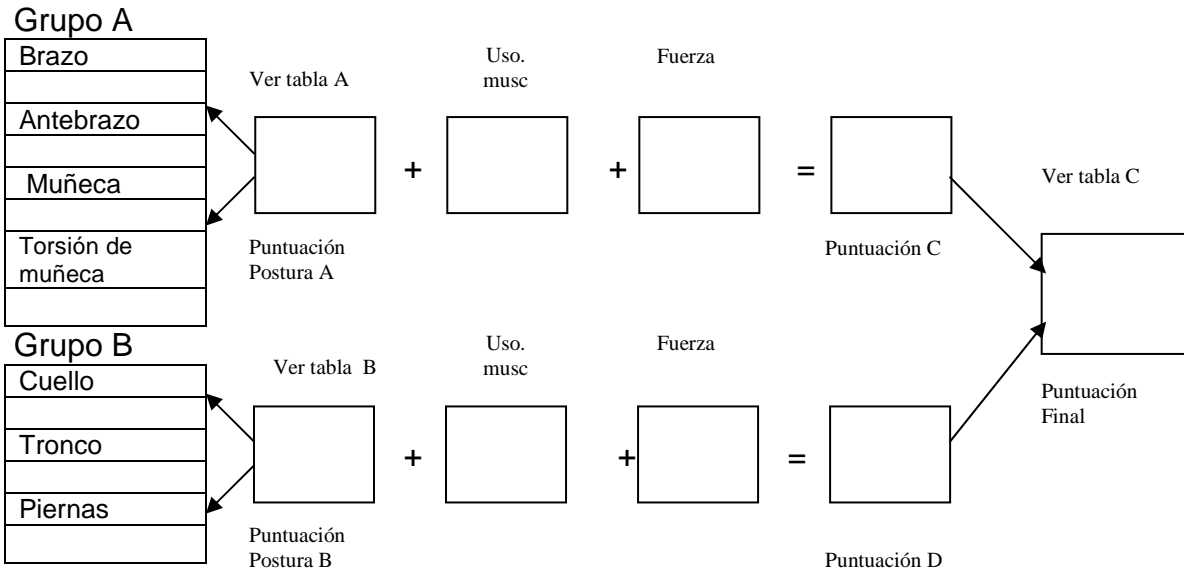 Grupo A
Brazo
Antebrazo
Muñeca
Torsión de
muñeca
Ver tabla A
Puntuación
Postura A
+
Uso.
musc
+
Fuerza
=
Puntuación C
Ver tabla C
Puntuación
Final
Grupo B
Cuello
Tronco
Piernas
Ver tabla B
Puntuación
Postura B
+
Uso.
musc
+
Fuerza
=
Puntuación D